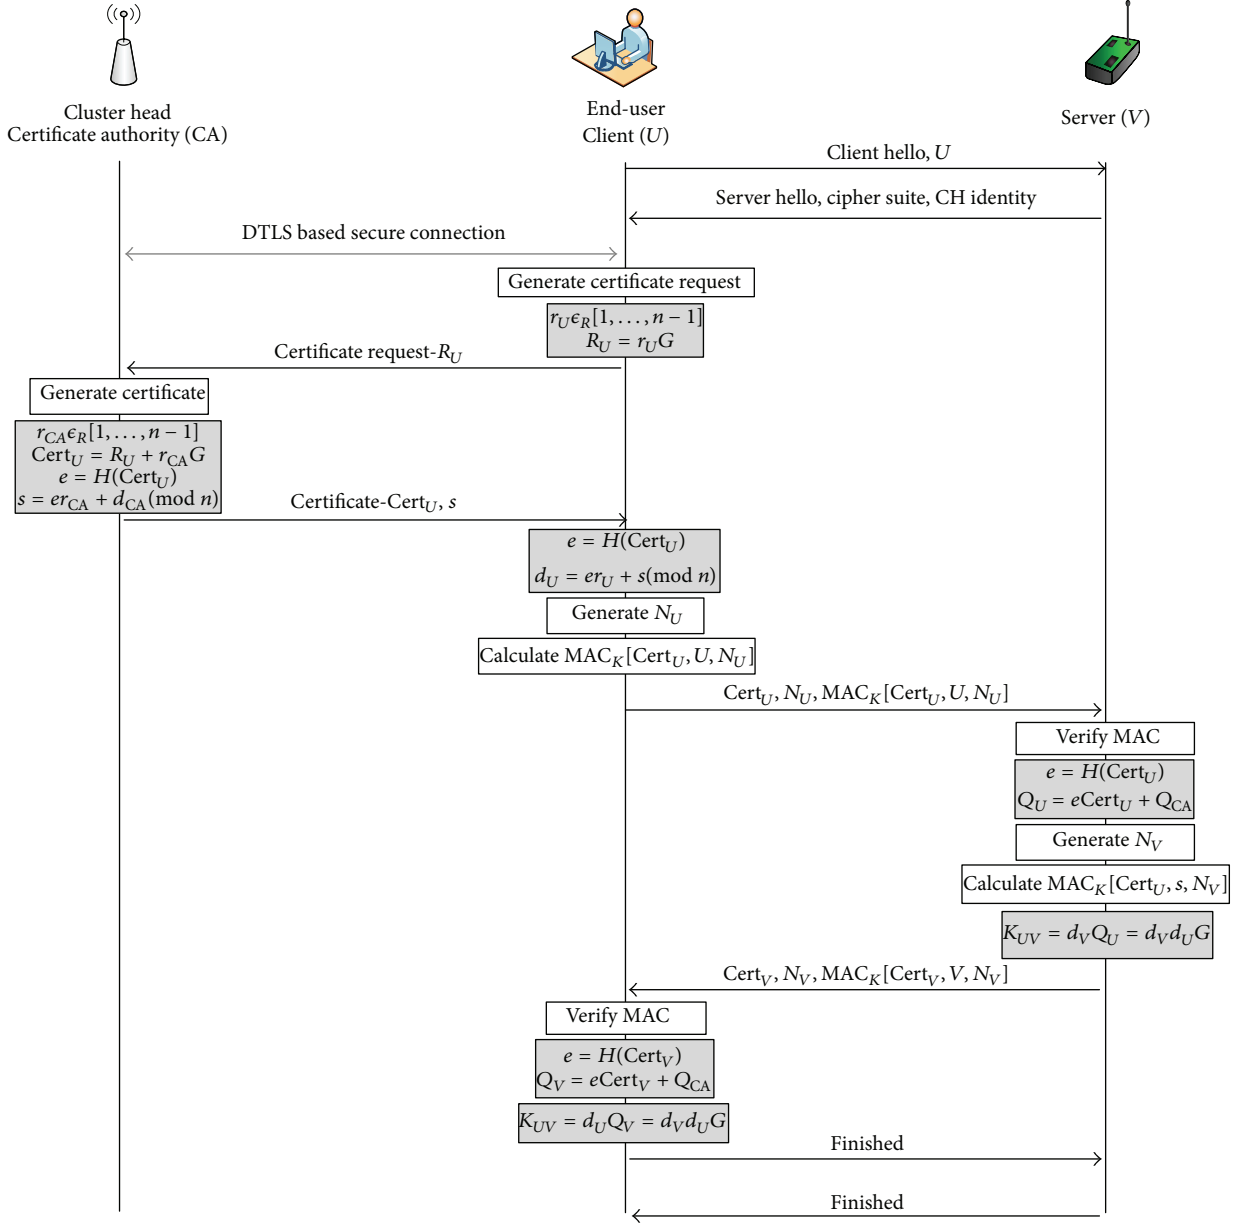 Cluster head
Certificate authority (CA)
End-user
Client (U)
Server (V)
Client hello, U
Server hello, cipher suite, CH identity
DTLS based secure connection
Generate certificate request
r_U ϵ_R [1, . . . , n − 1]
R_U = r_U G
Certificate request-R_U
Generate certificate
r_CA ϵ_R [1, . . . , n − 1]
Cert_U = R_U + r_CA G
e = H(Cert_U)
s = er_CA + d_CA (mod n)
Certificate-Cert_U, s
e = H(Cert_U)
d_U = er_U + s(mod n)
Generate N_U
Calculate MAC_K[Cert_U, U, N_U]
Cert_U, N_U, MAC_K[Cert_U, U, N_U]
Verify MAC
e = H(Cert_U)
Q_U = eCert_U + Q_CA
Generate N_V
Calculate MAC_K[Cert_U, s, N_V]
K_UV = d_V Q_U = d_V d_U G
Cert_V, N_V, MAC_K[Cert_V, V, N_V]
Verify MAC
e = H(Cert_V)
Q_V = eCert_V + Q_CA
K_UV = d_U Q_V = d_V d_U G
Finished
Finished